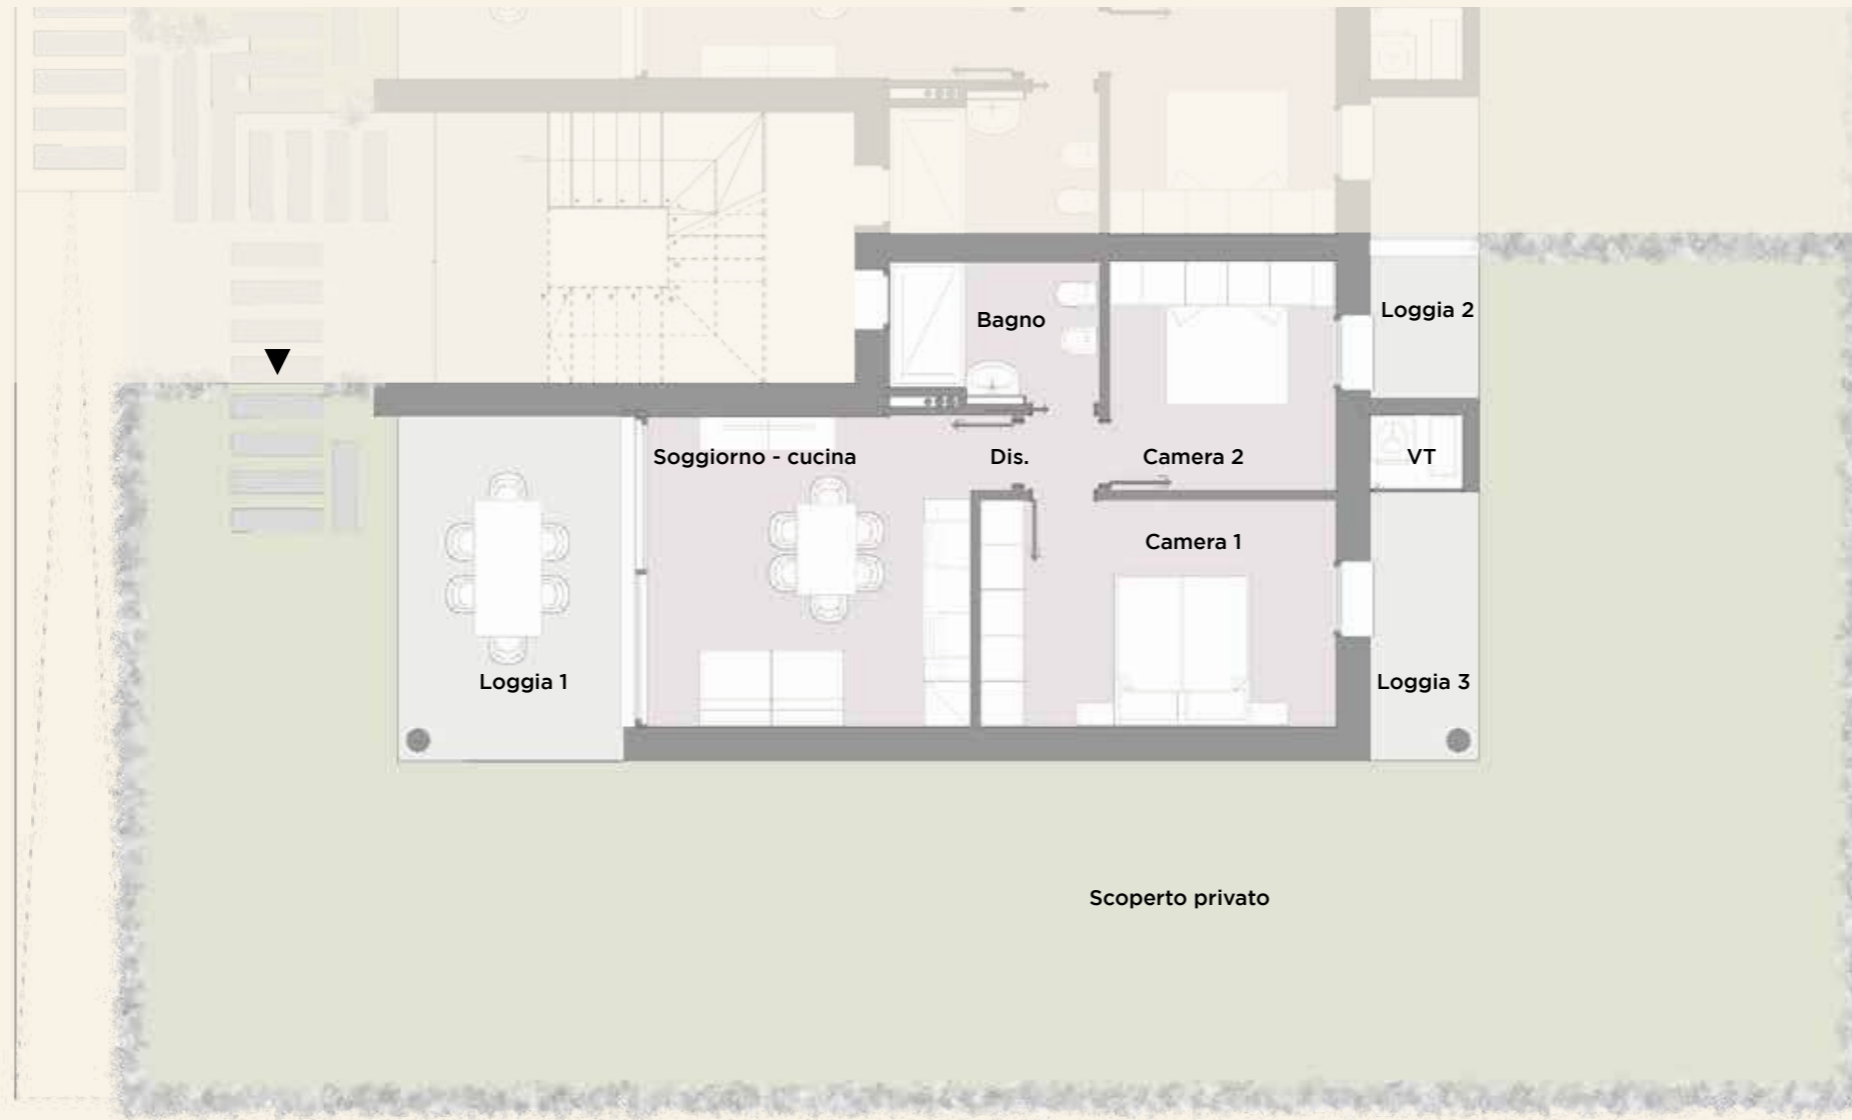 Bagno
Loggia 2
Soggiorno - cucina
Dis.
Camera 2
VT
Camera 1
Loggia 1
Loggia 3
Scoperto privato